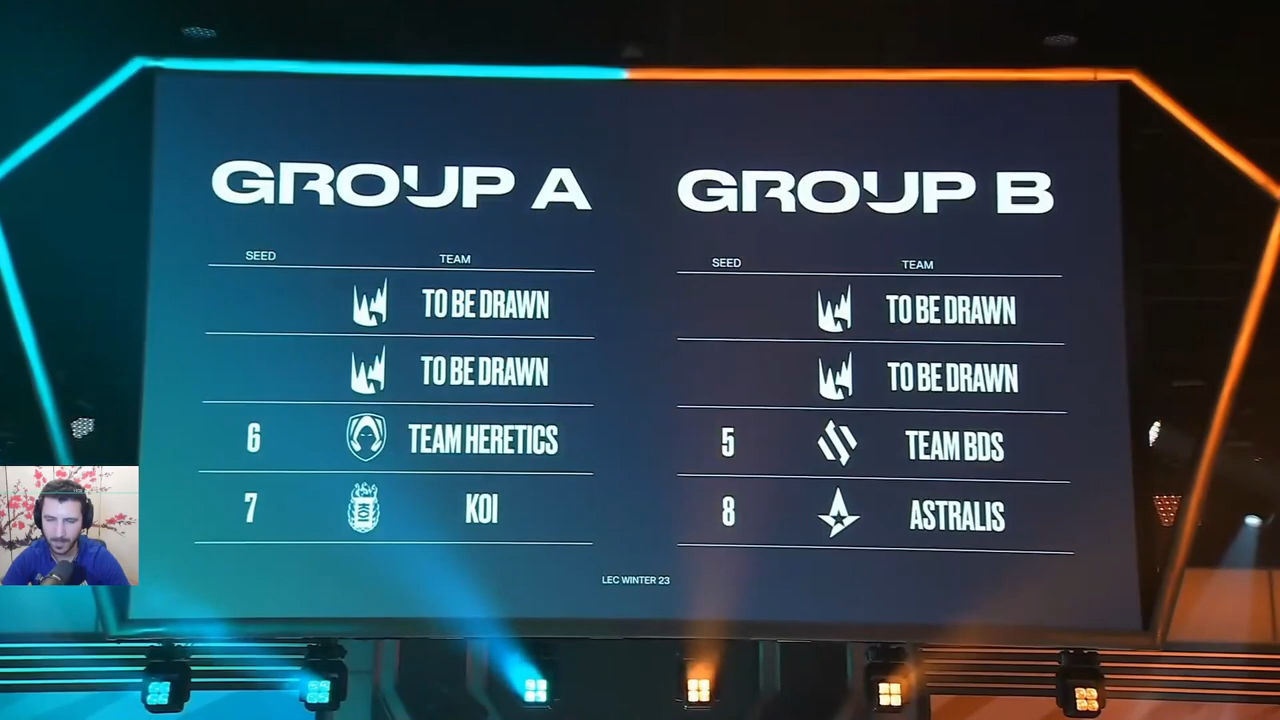 GROUP A
SEED TEAM
TO BE DRAWN
TO BE DRAWN
6 TEAM HERETICS
7 KOI KOI
GROUP B
SEED TEAM
TO BE DRAWN
TO BE DRAWN
5 TEAM BDS
8 ASTRALIS
LEC WINTER 23